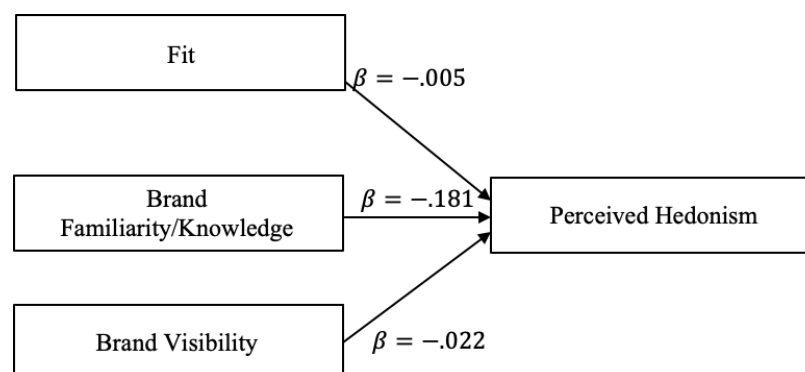 Fit
β = −.005
Brand
Familiarity/Knowledge
β = −.181
Perceived Hedonism
Brand Visibility
β = −.022